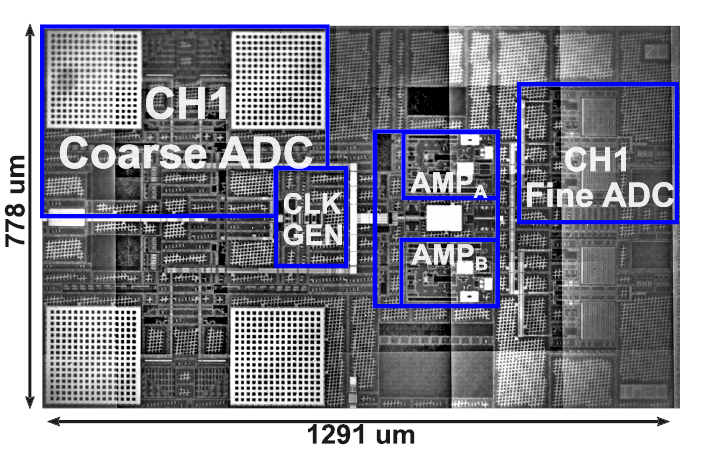 CH1
Coarse ADC
CLK
GEN
AMPA
AMPB
CH1
Fine ADC
778 um
1291 um